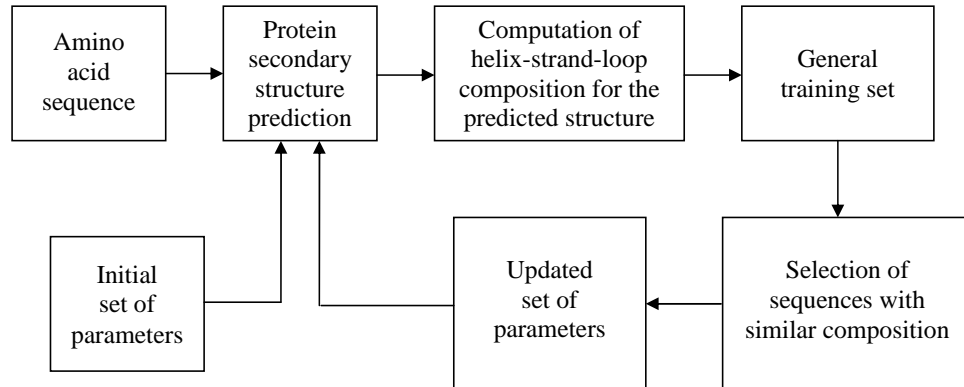 Amino
acid
sequence
Protein
secondary
structure
prediction
Computation of
helix-strand-loop
composition for the
predicted structure
General
training set
Initial
set of
parameters
Updated
set of
parameters
Selection of
sequences with
similar composition